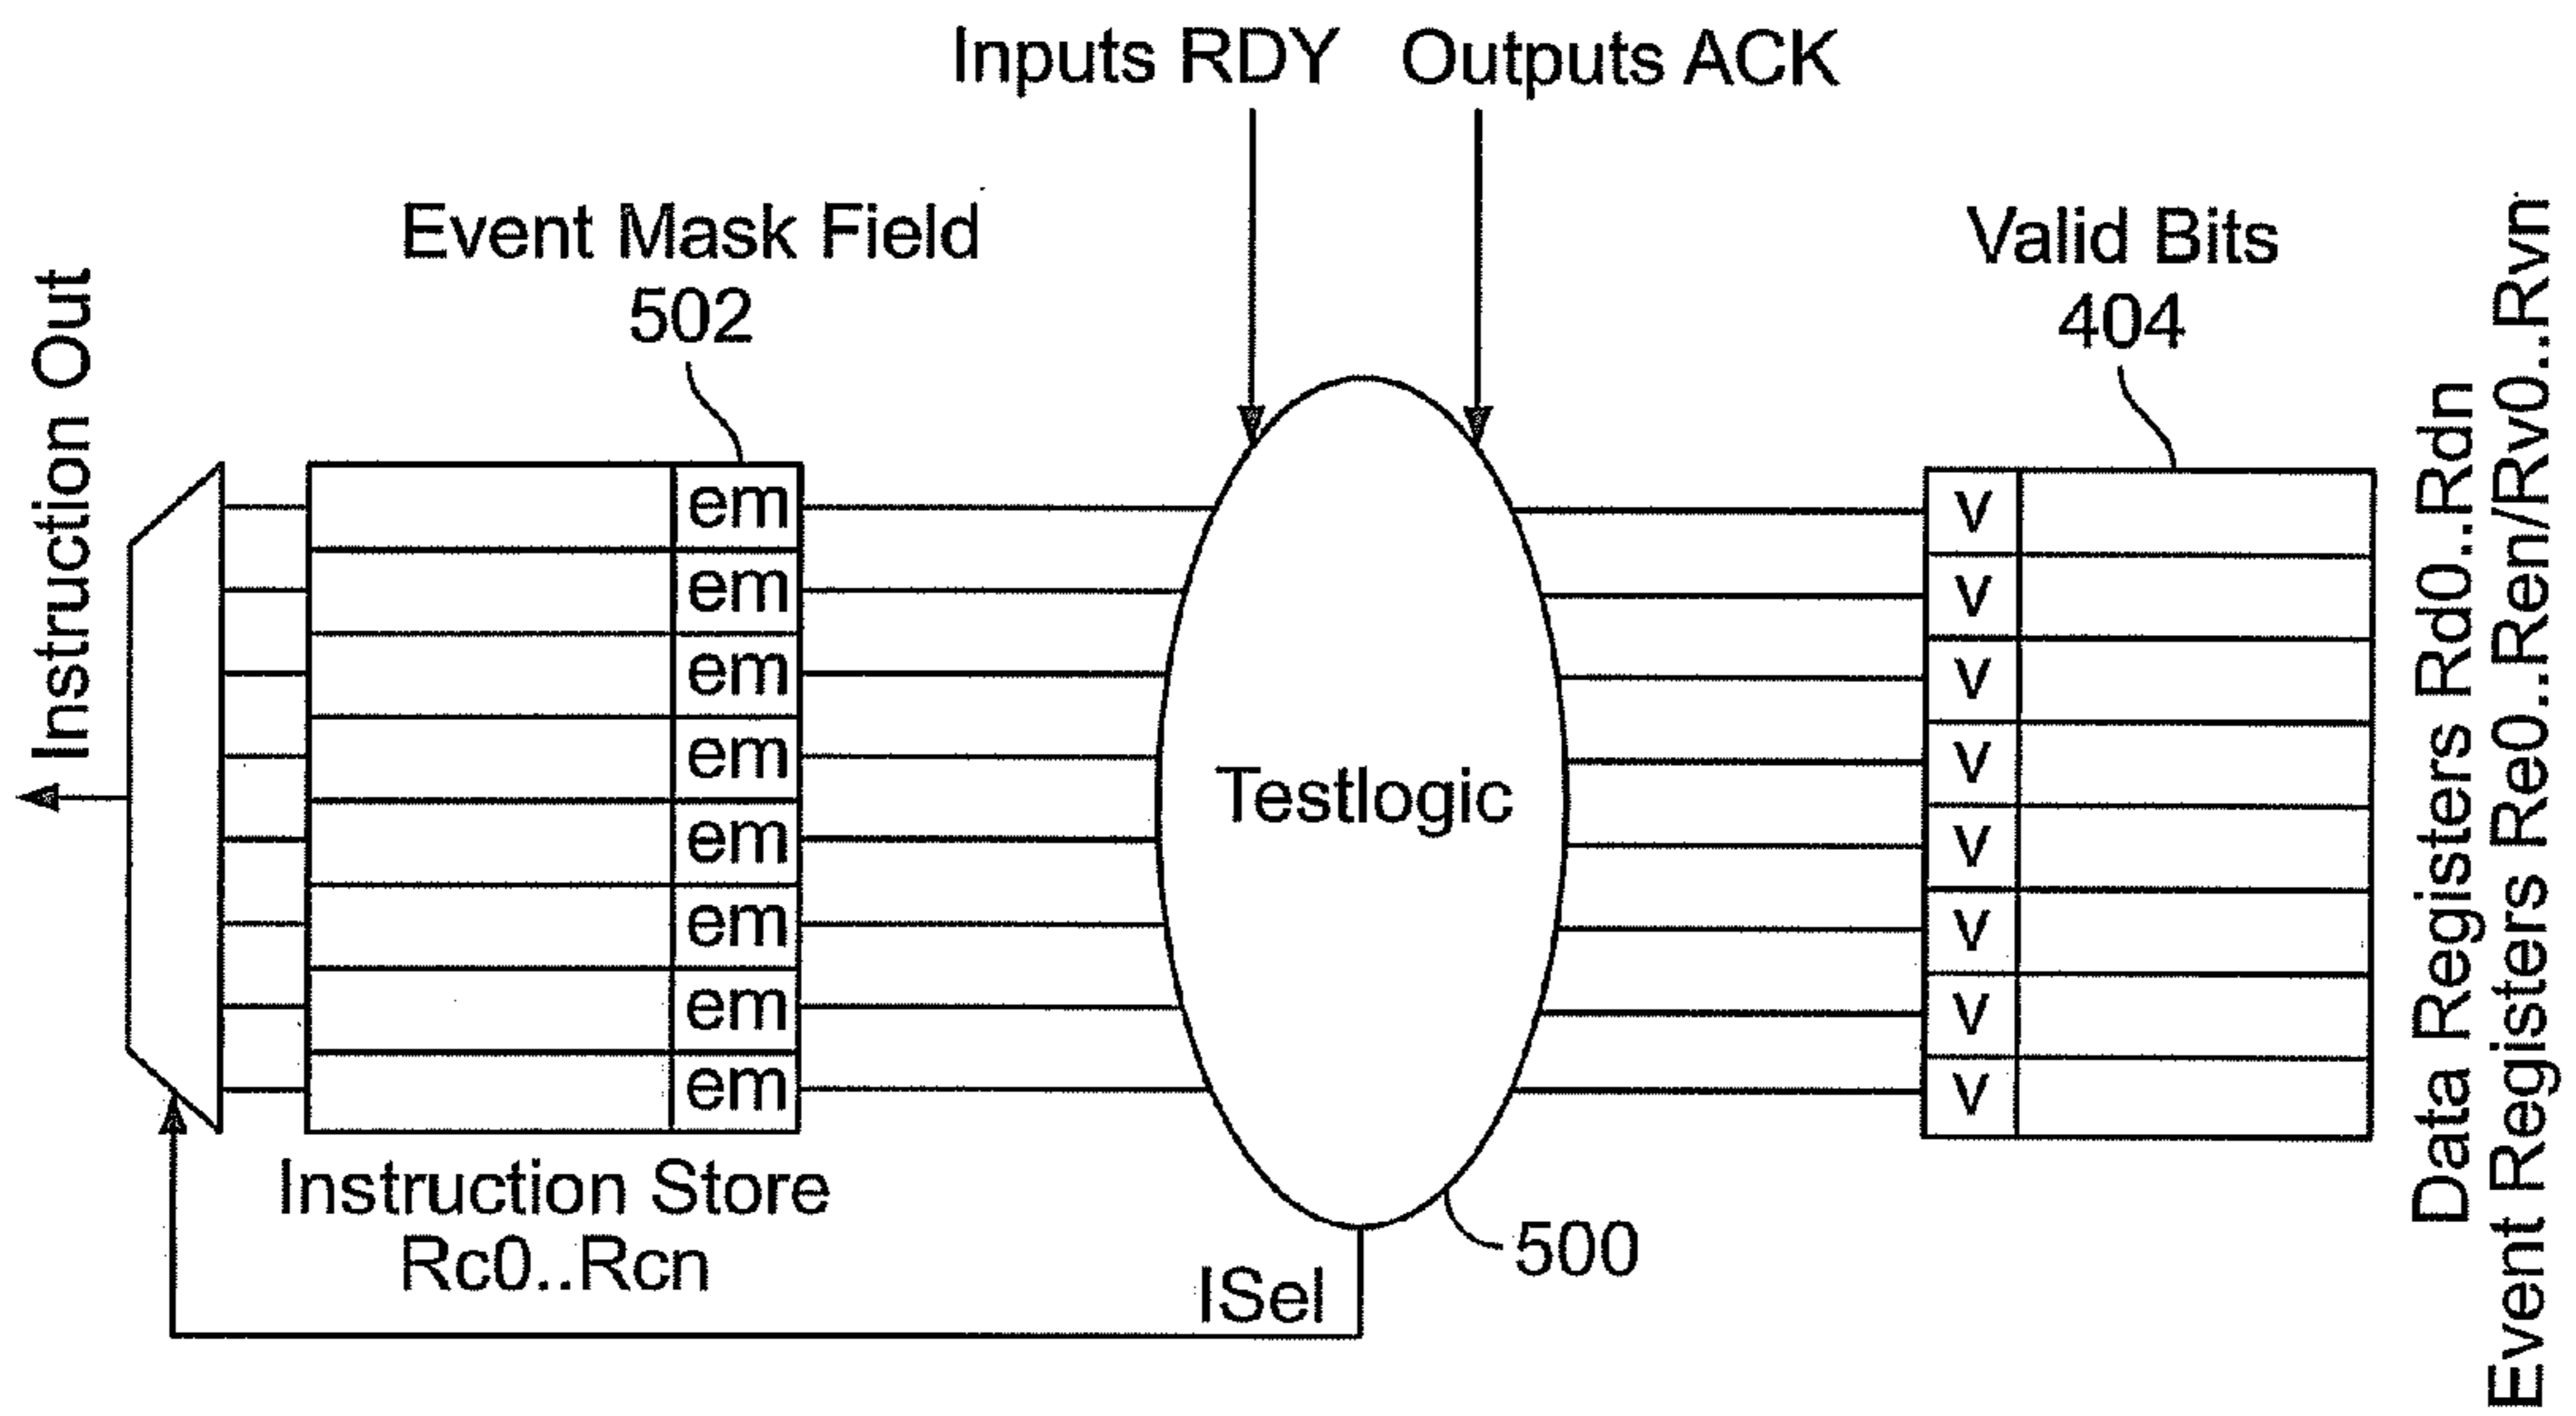 Inputs RDY
Outputs ACK
Event Mask Field
502
Valid Bits
404
Instruction Out
em
em
em
em
em
em
em
em
Testlogic
v
v
v
v
v
v
v
v
Data Registers Rd0..Rdn
Event Registers Re0..Ren/Rv0..Rvn
Instruction Store
Rc0..Rcn
ISel
500